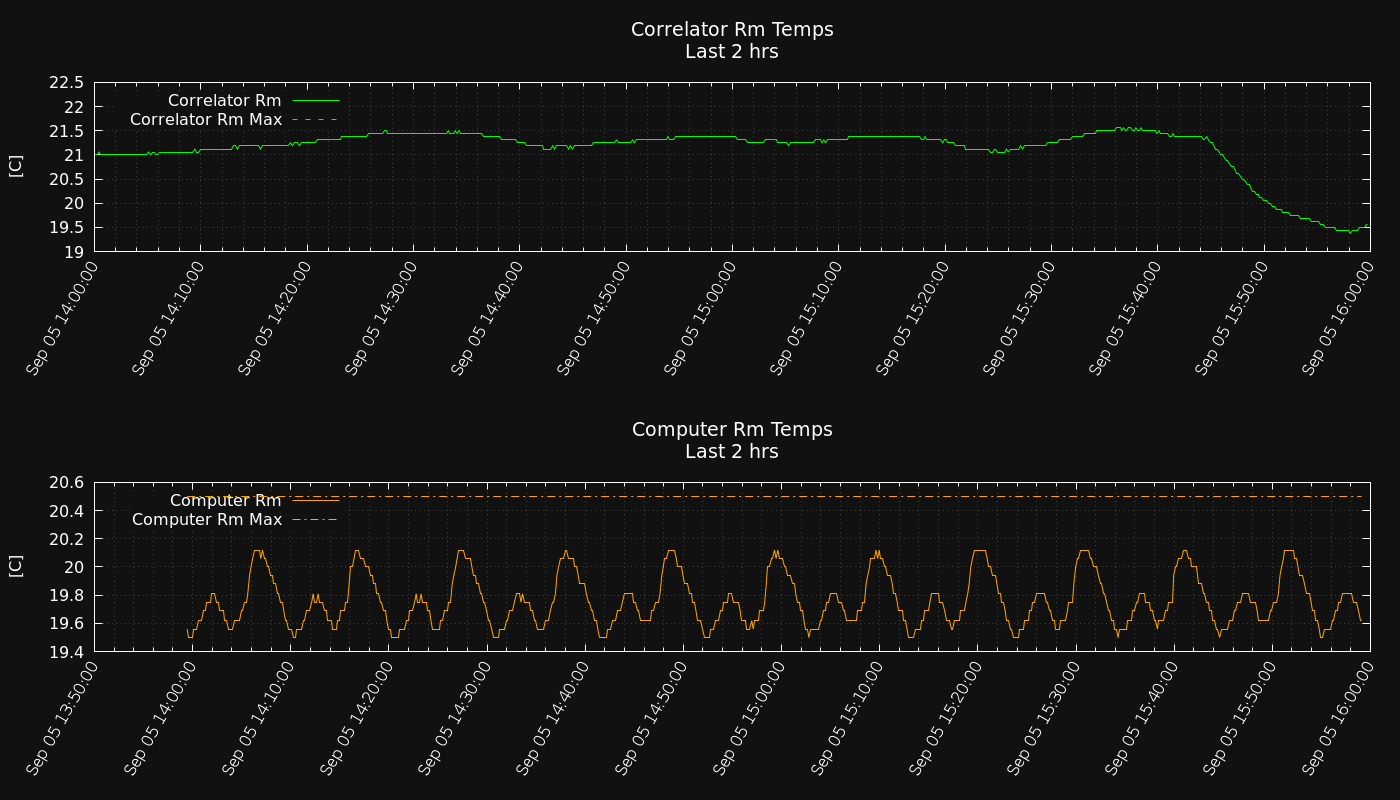 Correlator Rm Temps
Last 2 hrs
22.5
22
21.5
21
20.5
20
19.5
19
[C]
Correlator Rm
Correlator Rm Max
Sep 05 14:00:00
Sep 05 14:10:00
Sep 05 14:20:00
Sep 05 14:30:00
Sep 05 14:40:00
Sep 05 14:50:00
Sep 05 15:00:00
Sep 05 15:10:00
Sep 05 15:20:00
Sep 05 15:30:00
Sep 05 15:40:00
Sep 05 15:50:00
Sep 05 16:00:00
Computer Rm Temps
Last 2 hrs
20.6
20.4
20.2
20
19.8
19.6
19.4
[C]
Computer Rm
Computer Rm Max
Sep 05 13:50:00
Sep 05 14:00:00
Sep 05 14:10:00
Sep 05 14:20:00
Sep 05 14:30:00
Sep 05 14:40:00
Sep 05 14:50:00
Sep 05 15:00:00
Sep 05 15:10:00
Sep 05 15:20:00
Sep 05 15:30:00
Sep 05 15:40:00
Sep 05 15:50:00
Sep 05 16:00:00